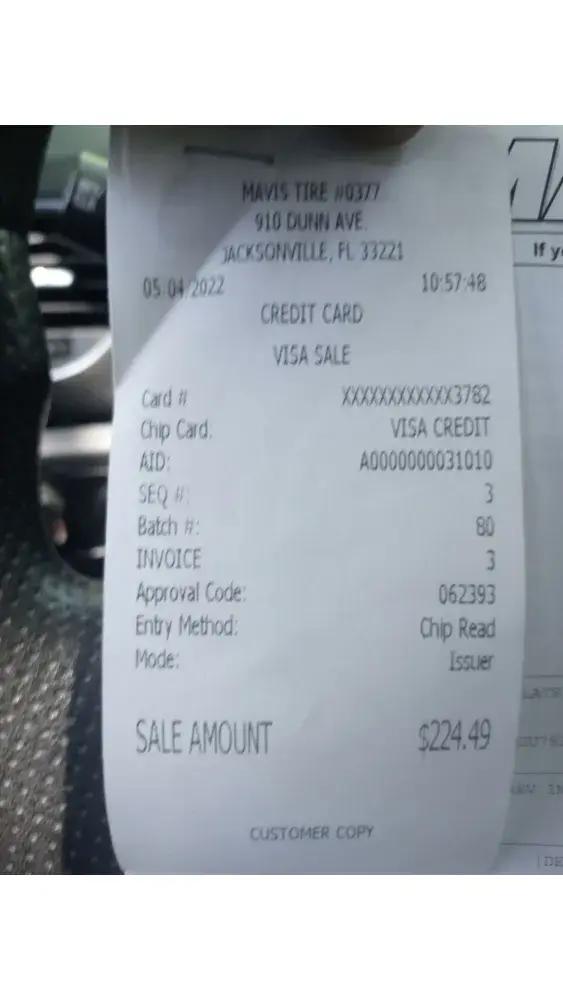 MAVIS TIRE #0377
910 DUNN AVE.
JACKSONVILLE, FL 33221
05/04/2022 10:57:48
CREDIT CARD
VISA SALE
Card # XXXXXXXXXXXX3782
Chip Card: VISA CREDIT
AID: A0000000031010
SEQ #: 3
Batch #: 80
INVOICE 3
Approval Code: 062393
Entry Method: Chip Read
Mode: Issuer
SALE AMOUNT $224.49
CUSTOMER COPY
If